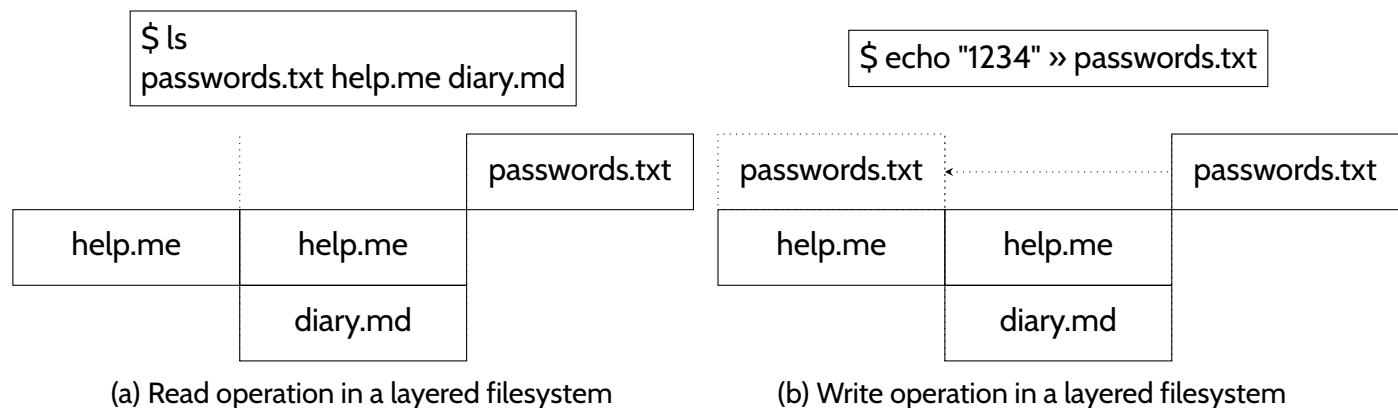 $ ls
passwords.txt help.me diary.md
passwords.txt
help.me help.me
diary.md
(a) Read operation in a layered filesystem
$ echo "1234" » passwords.txt
passwords.txt passwords.txt
help.me help.me
diary.md
(b) Write operation in a layered filesystem